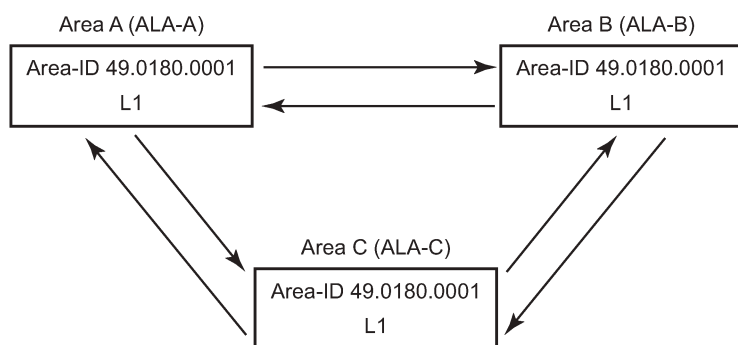 Area A (ALA-A)
Area-ID 49.0180.0001
L1
Area B (ALA-B)
Area-ID 49.0180.0001
L1
Area C (ALA-C)
Area-ID 49.0180.0001
L1